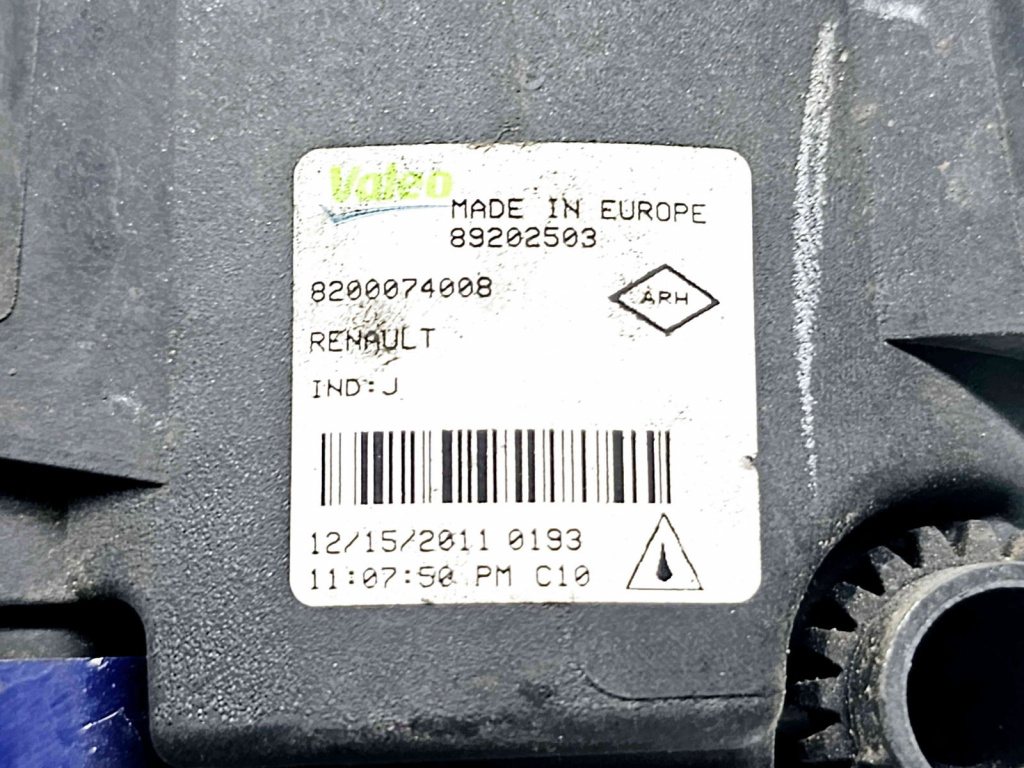 Valeo
MADE IN EUROPE
89202503
8200074008
ARH
RENAULT
IND:J
12/15/2011 0193
11:07:50 PM C10